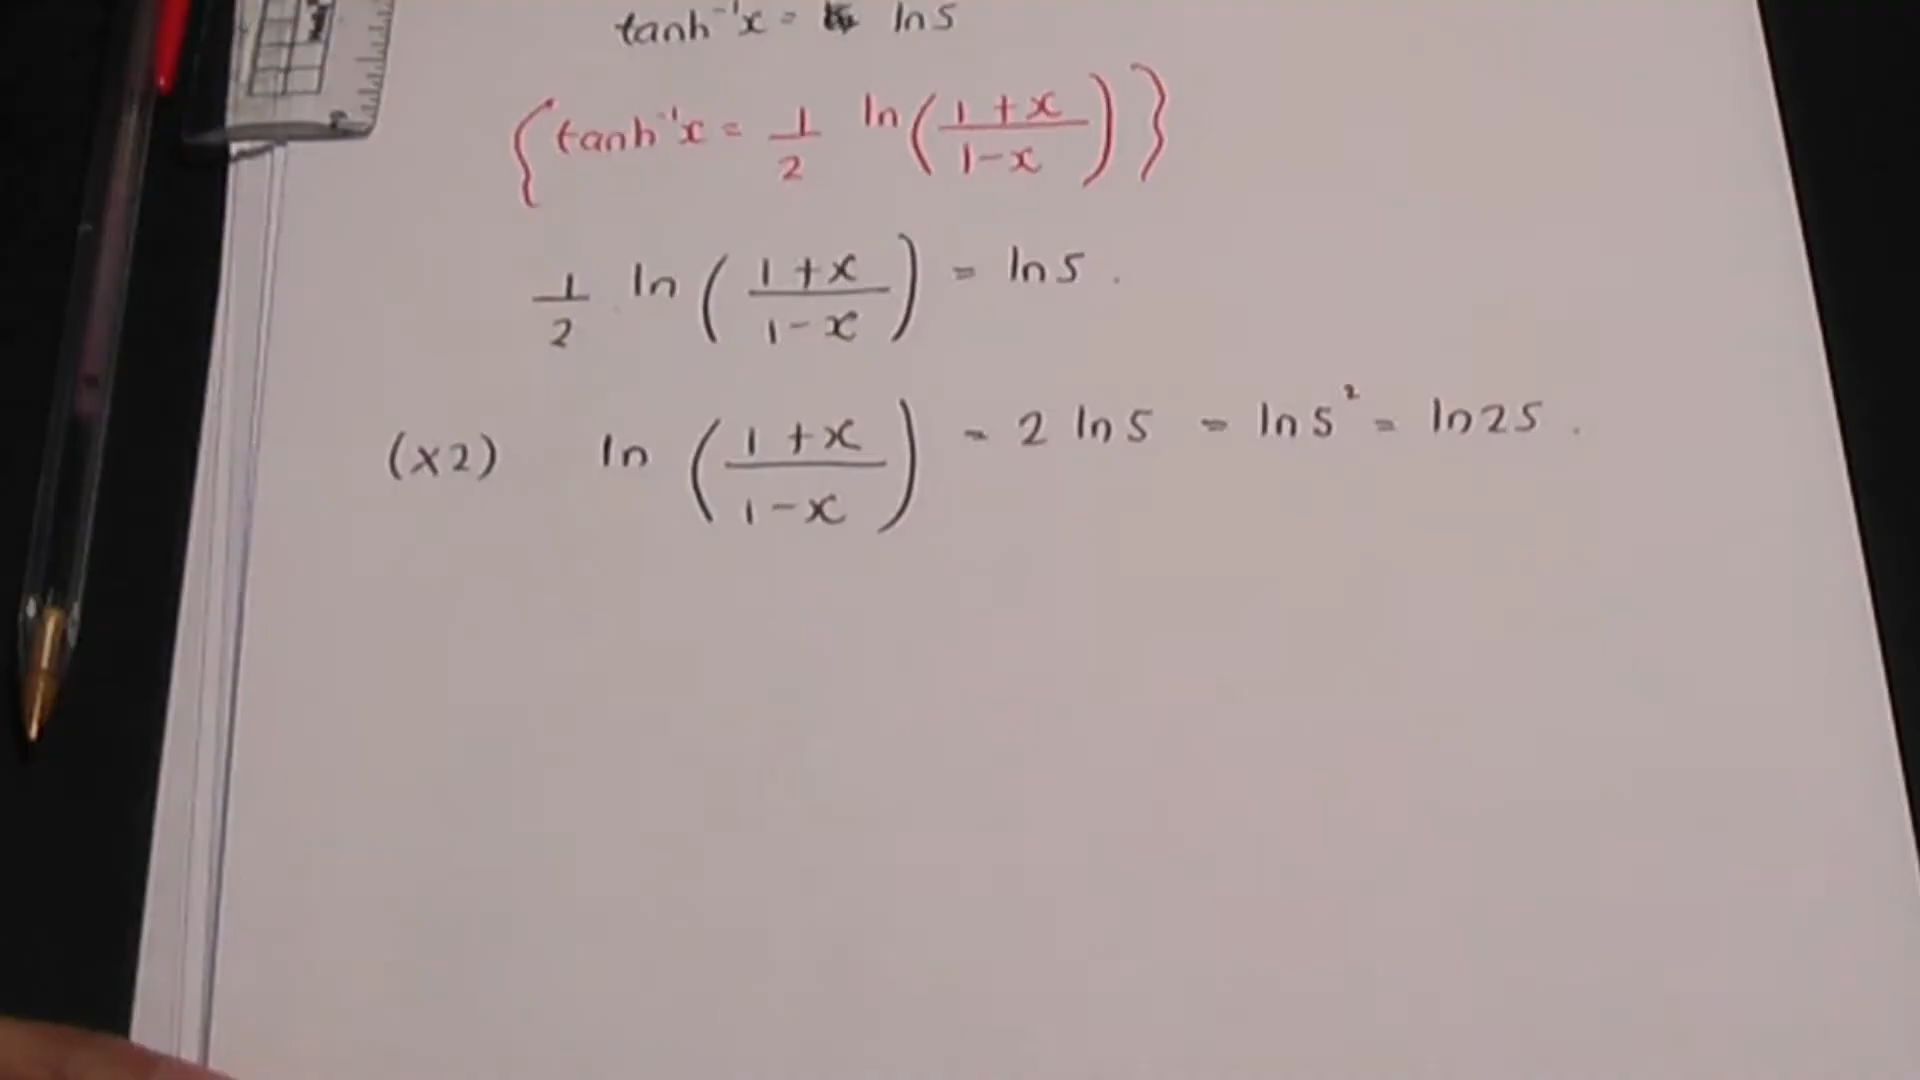 tanh⁻¹x = ln5
{tanh⁻¹x = 1/2 ln((1+x)/(1-x))}
1/2 ln((1+x)/(1-x)) = ln5.
(x2) ln((1+x)/(1-x)) = 2 ln5 = ln5² = ln25.